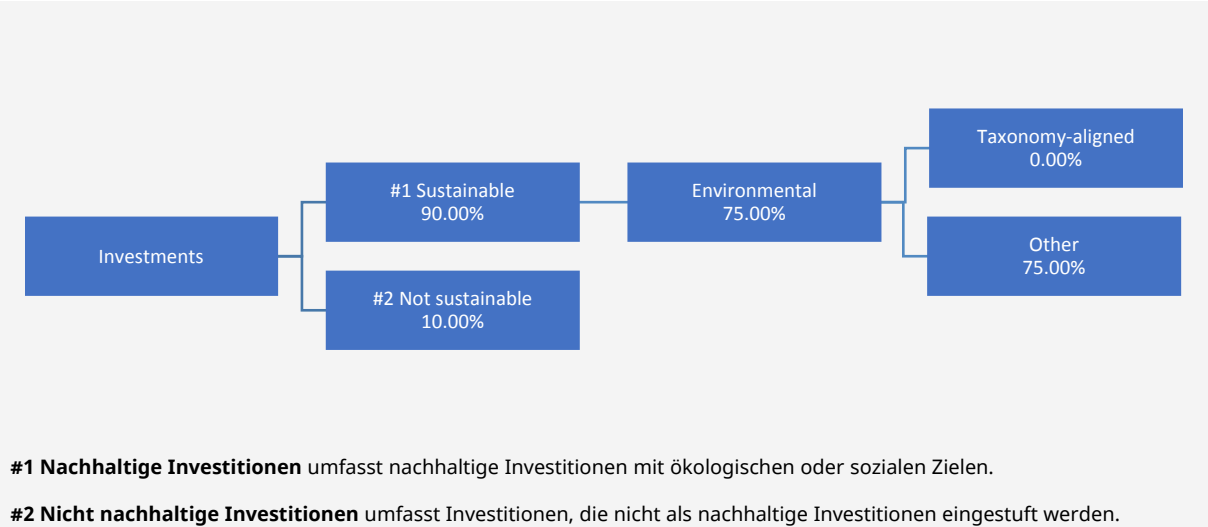 Investments
#1 Sustainable
90.00%
#2 Not sustainable
10.00%
Environmental
75.00%
Taxonomy-aligned
0.00%
Other
75.00%
#1 Nachhaltige Investitionen umfasst nachhaltige Investitionen mit ökologischen oder sozialen Zielen.
#2 Nicht nachhaltige Investitionen umfasst Investitionen, die nicht als nachhaltige Investitionen eingestuft werden.